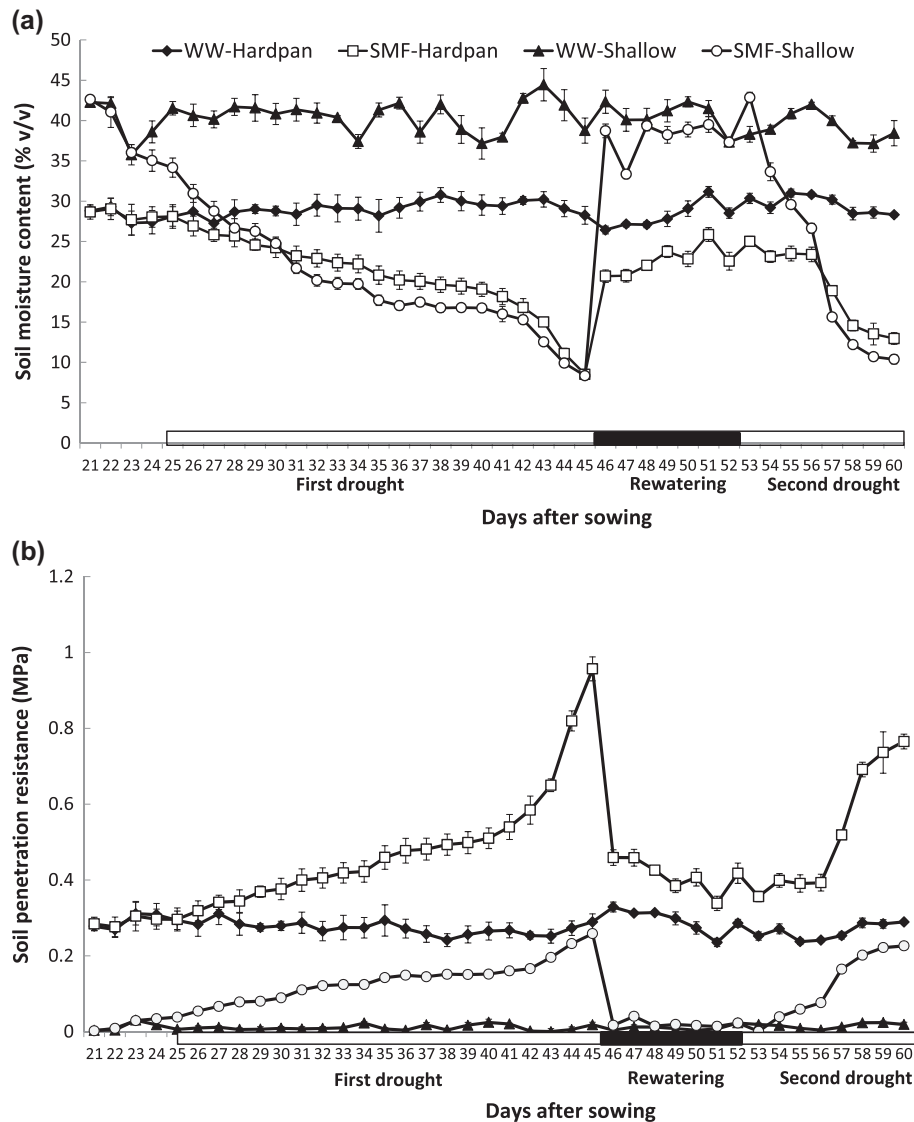 (a)
WW-Hardpan SMF-Hardpan WW-Shallow SMF-Shallow
Soil moisture content (% v/v)
50
45
40
35
30
25
20
15
10
5
0
21 22 23 24 25 26 27 28 29 30 31 32 33 34 35 36 37 38 39 40 41 42 43 44 45 46 47 48 49 50 51 52 53 54 55 56 57 58 59 60
First drought Rewatering Second drought
Days after sowing
(b)
Soil penetration resistance (MPa)
1.2
1
0.8
0.6
0.4
0.2
0
21 22 23 24 25 26 27 28 29 30 31 32 33 34 35 36 37 38 39 40 41 42 43 44 45 46 47 48 49 50 51 52 53 54 55 56 57 58 59 60
First drought Rewatering Second drought
Days after sowing